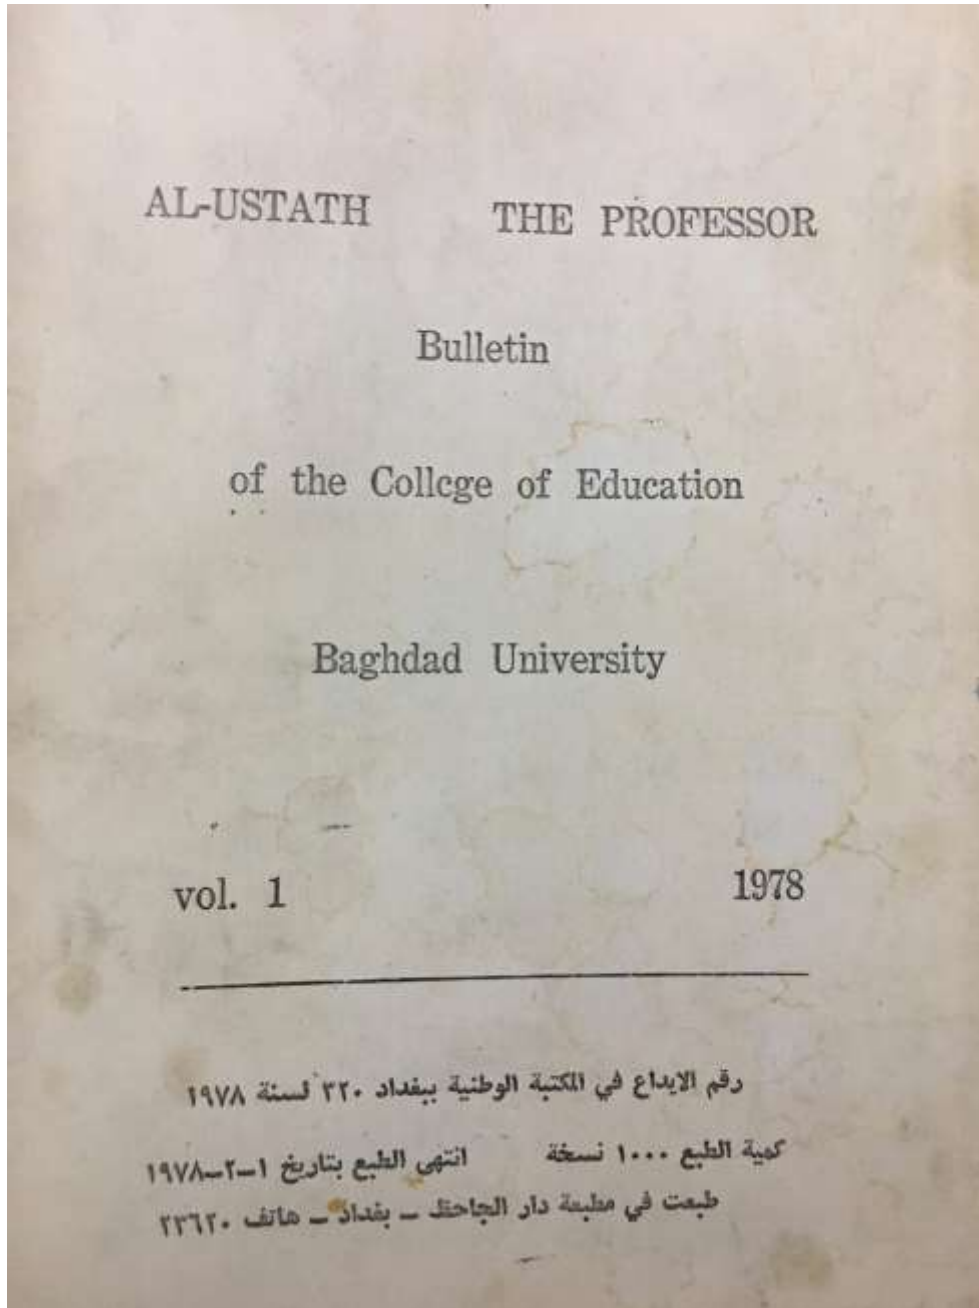 AL-USTATH THE PROFESSOR
Bulletin
of the Collcge of Education
Baghdad University
vol. 1 1978
رقم الايداع في المكتبة الوطنية ببغداد ٣٢٠ لسنة ١٩٧٨
كمية الطبع ١٠٠٠ نسخة انتهى الطبع بتاريخ ١-٢-١٩٧٨
طبعت في مطبعة دار الجاحظ - بغداد - هاتف ٢٣٦٢٠